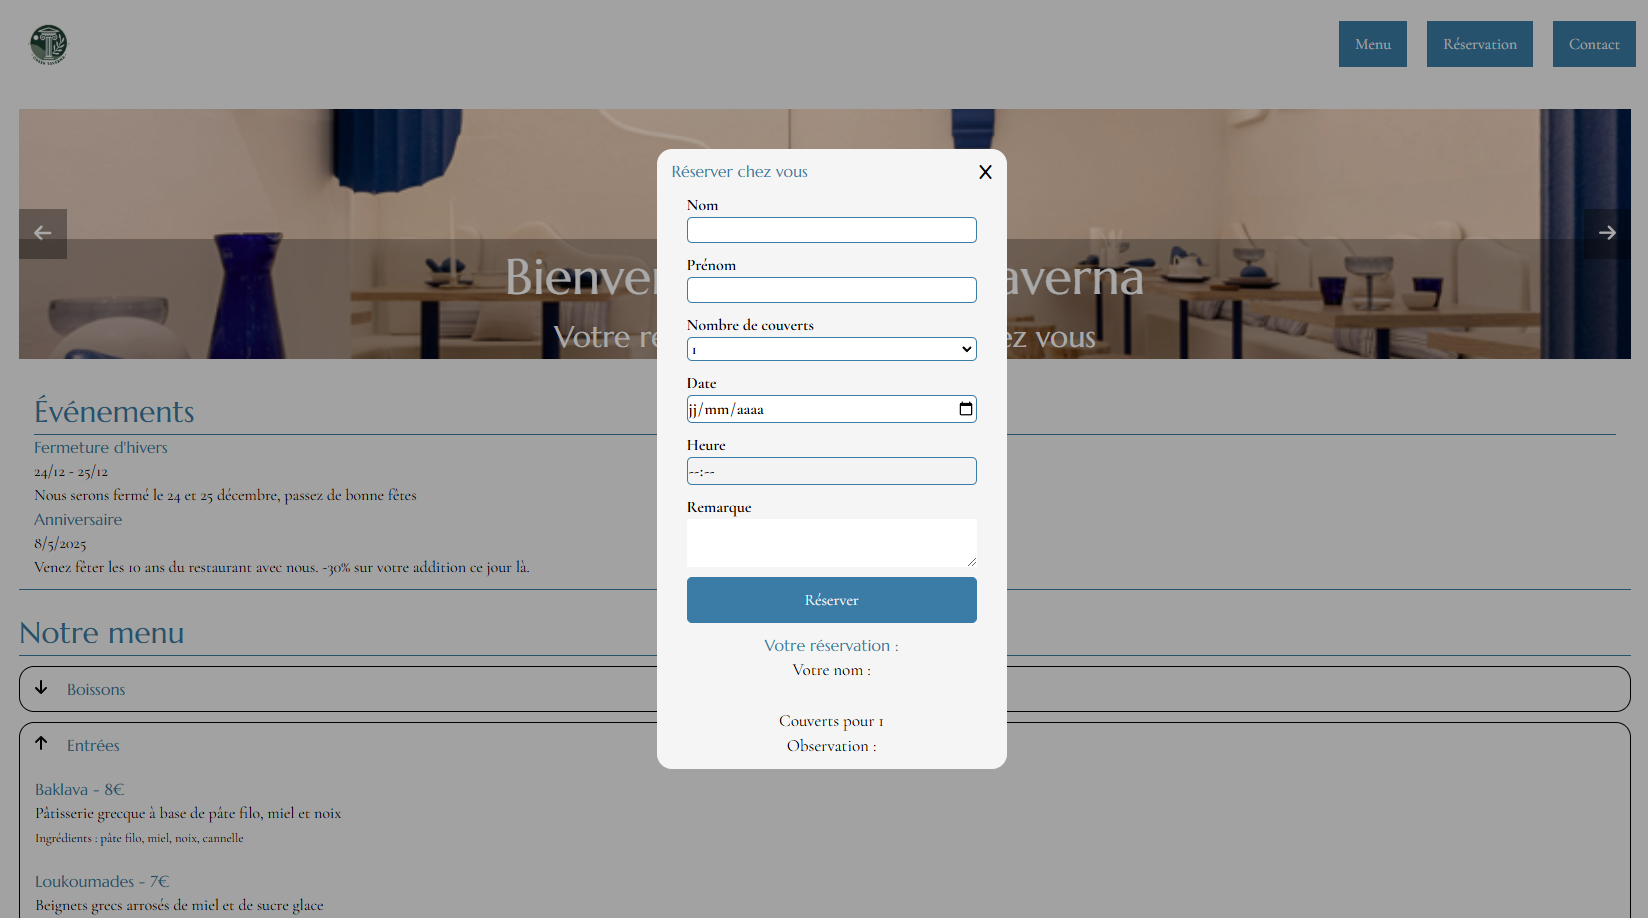 Menu
Réservation
Contact
Réserver chez vous
X
Nom
Prénom
Nombre de couverts
1
Date
jj/mm/aaaa
Heure
--:--
Remarque
Réserver
Votre réservation :
Votre nom :
Couverts pour 1
Observation :
Bienve averna
Votre re ez vous
Événements
Fermeture d'hivers
24/12 - 25/12
Nous serons fermé le 24 et 25 décembre, passez de bonne fêtes
Anniversaire
8/5/2025
Venez fêter les 10 ans du restaurant avec nous. -30% sur votre addition ce jour là.
Notre menu
Boissons
Entrées
Baklava - 8€
Pâtisserie grecque à base de pâte filo, miel et noix
Ingrédients : pâte filo, miel, noix, cannelle
Loukoumades - 7€
Beignets grecs arrosés de miel et de sucre glace